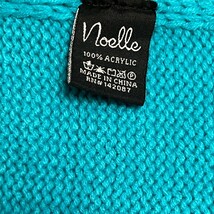 Noelle
100% ACRYLIC
MADE IN CHINA
RN#142087